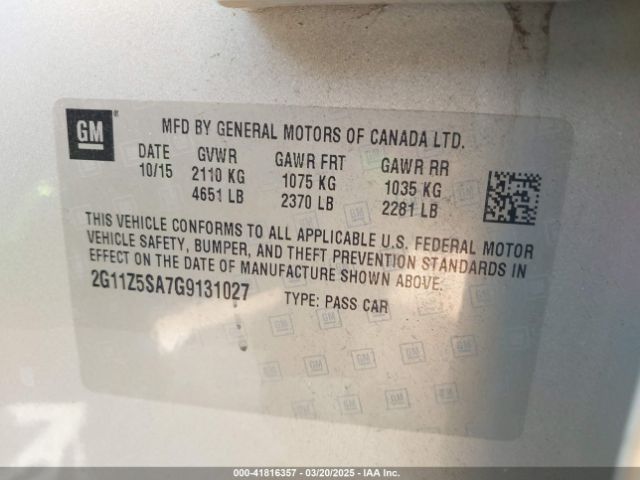 GM
MFD BY GENERAL MOTORS OF CANADA LTD.
DATE GVWR GAWR FRT GAWR RR
10/15 2110 KG 1075 KG 1035 KG
4651 LB 2370 LB 2281 LB
THIS VEHICLE CONFORMS TO ALL APPLICABLE U.S. FEDERAL MOTOR
VEHICLE SAFETY, BUMPER, AND THEFT PREVENTION STANDARDS IN
EFFECT ON THE DATE OF MANUFACTURE SHOWN ABOVE.
2G11Z5SA7G9131027 TYPE: PASS CAR
000-41816357 - 03/20/2025 - IAA Inc.